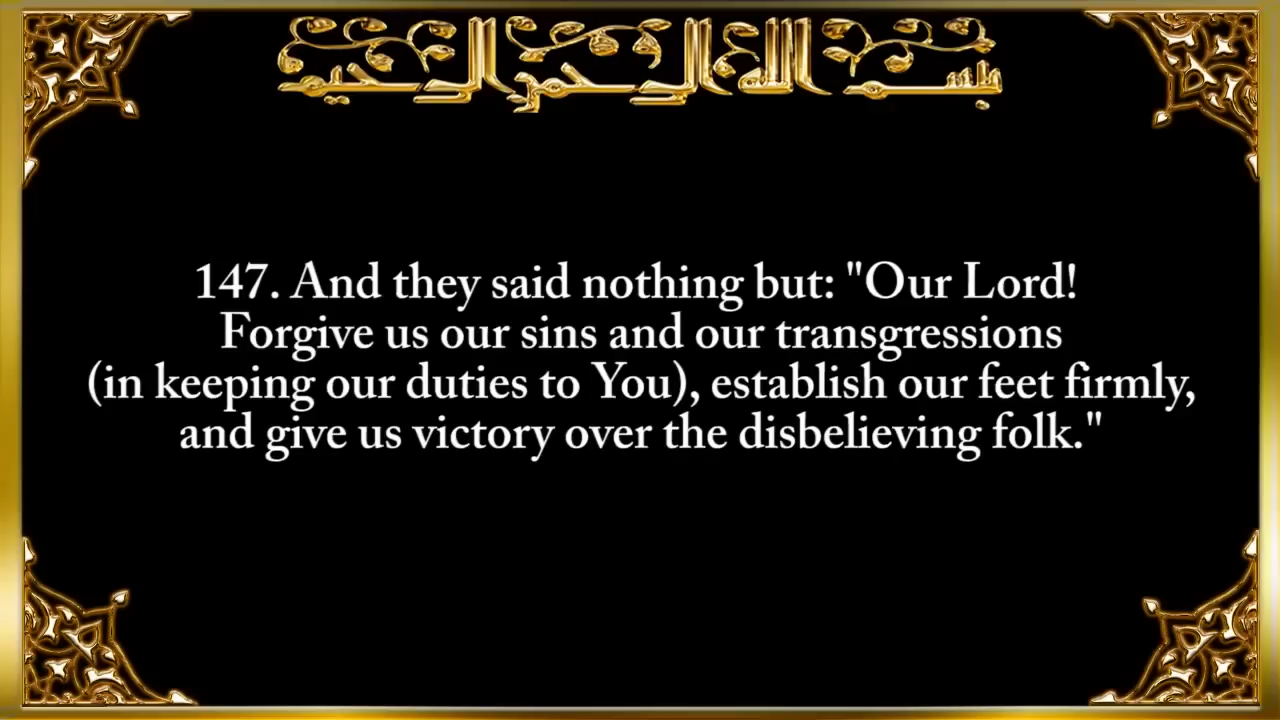 بسم الله الرحمن الرحيم
147. And they said nothing but: "Our Lord!
Forgive us our sins and our transgressions
(in keeping our duties to You), establish our feet firmly,
and give us victory over the disbelieving folk."